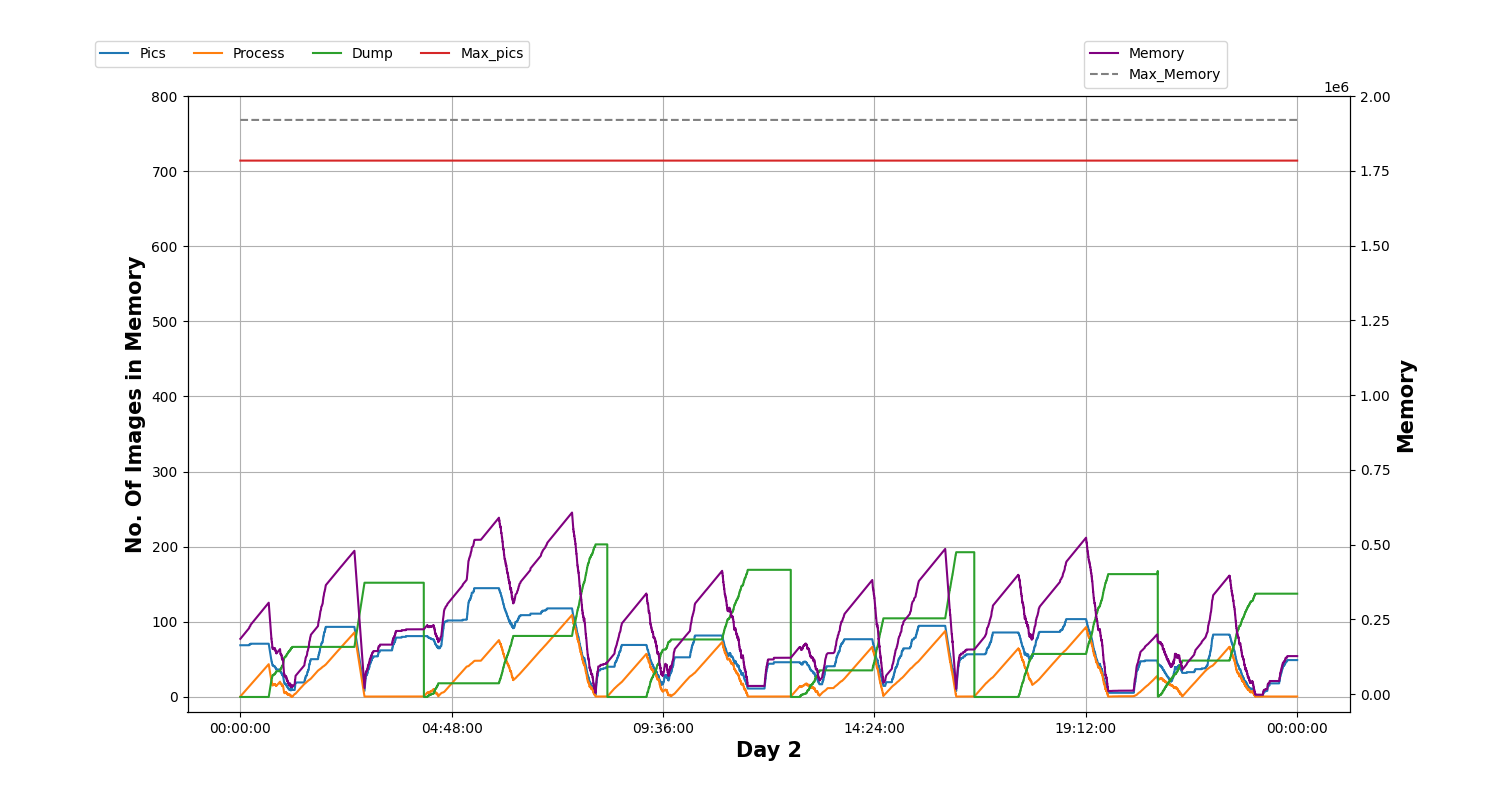 Pics Process Dump Max_pics
Memory
Max_Memory
1e6
800
700
600
500
400
300
200
100
0
No. Of Images in Memory
2.00
1.75
1.50
1.25
1.00
0.75
0.50
0.25
0.00
Memory
00:00:00 04:48:00 09:36:00 14:24:00 19:12:00 00:00:00
Day 2